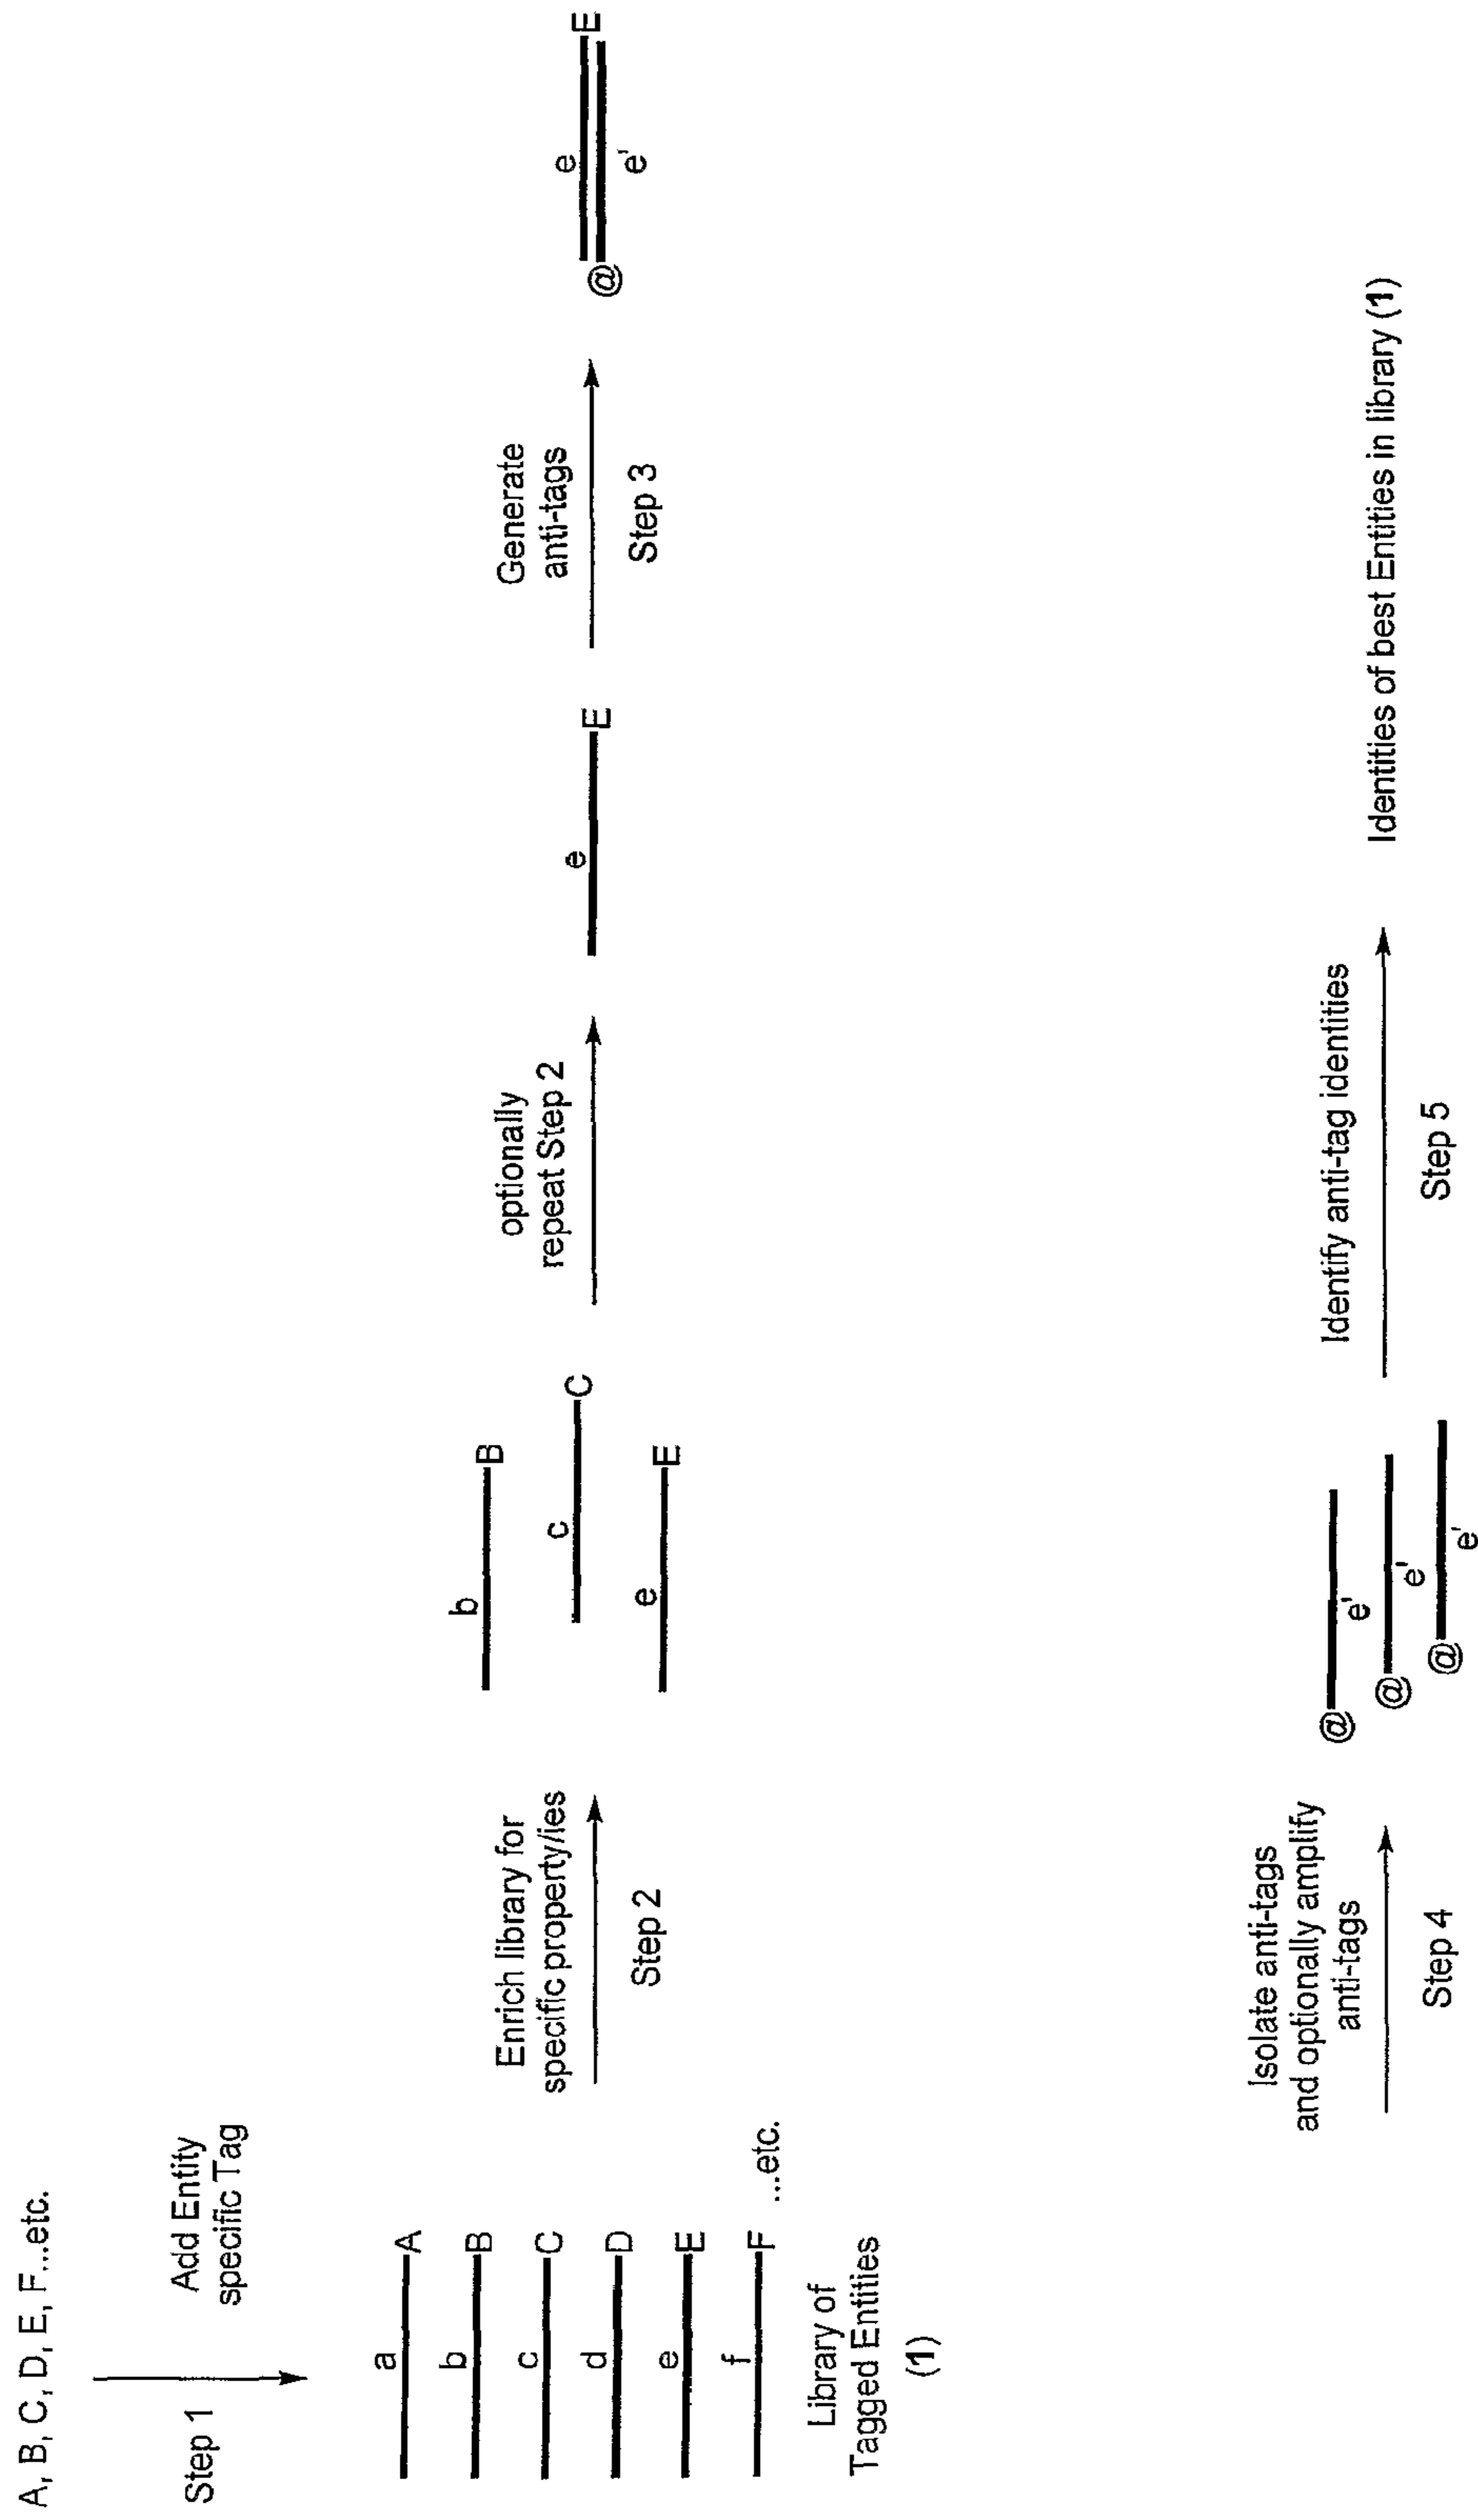 A, B, C, D, E, F...etc.
Step 1
Add Entity
specific Tag
a
A
b
B
c
C
d
D
e
E
f
F
...etc.
Library of
Tagged Entities
(1)
Enrich library for
specific property/ies
Step 2
b
B
c
C
e
E
optionally
repeat Step 2
e
E
Generate
anti-tags
Step 3
e
E
@
e'
Isolate anti-tags
and optionally amplify
anti-tags
Step 4
@
e'
@
e'
@
e'
Identify anti-tag identities
Step 5
Identities of best Entities in library (1)